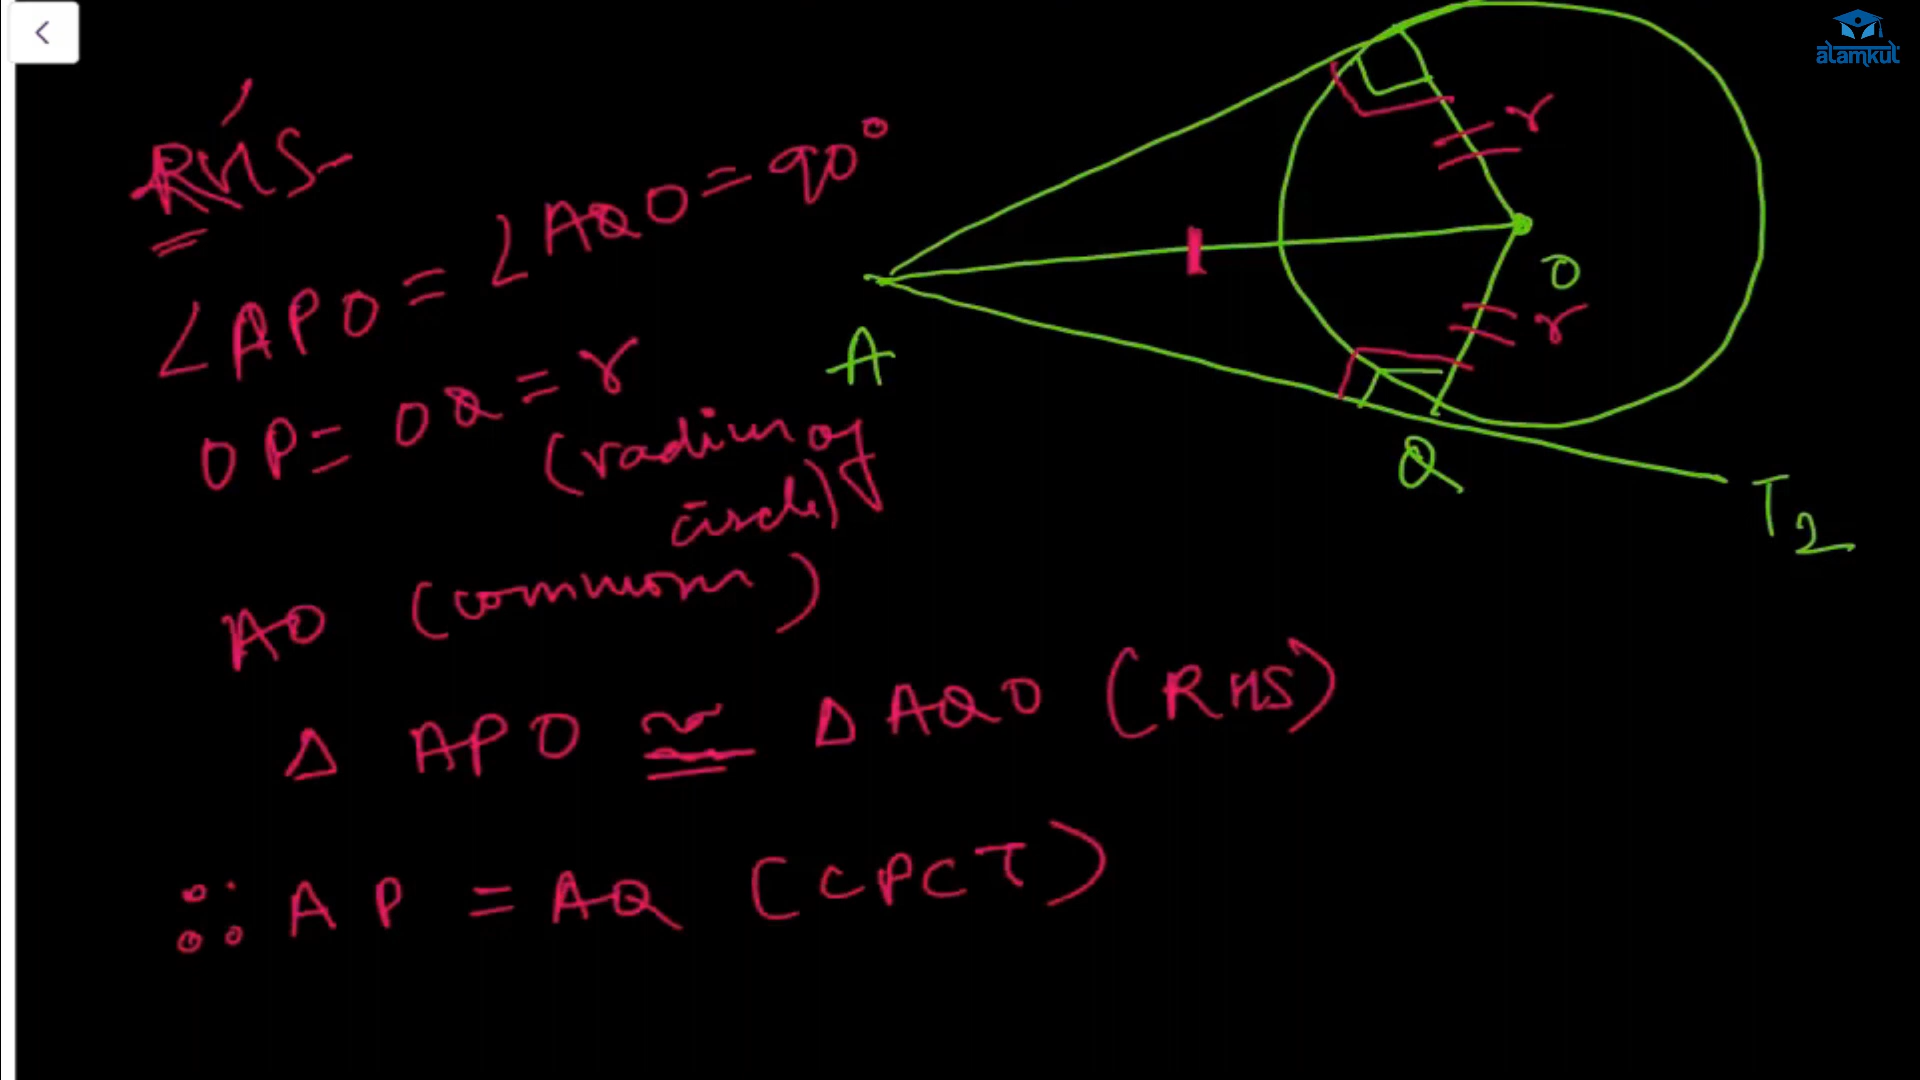 RHS
∠APO = ∠AQO = 90°
OP = OQ = r
(radius of
circle)
AO (common)
Δ APO ≅ Δ AQO (RHS)
∴ AP = AQ (CPCT)
r
O
r
A
Q
T2
alamkul